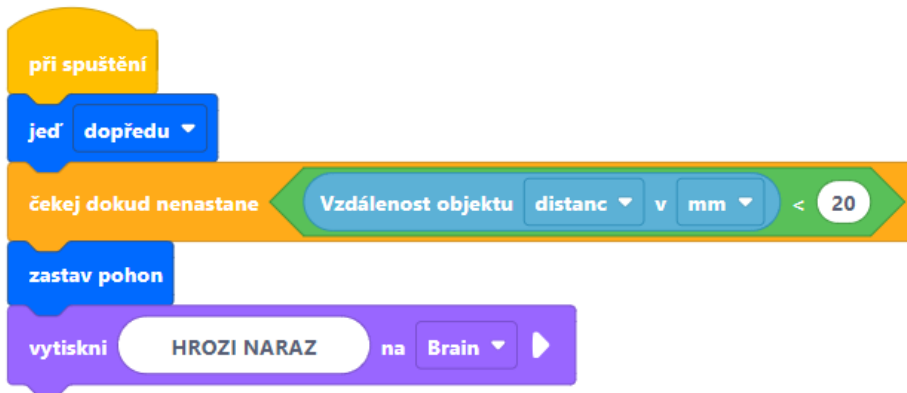 při spuštění
jeď dopředu
čekej dokud nenastane Vzdálenost objektu distanc v mm < 20
zastav pohon
vytiskni HROZI NARAZ na Brain